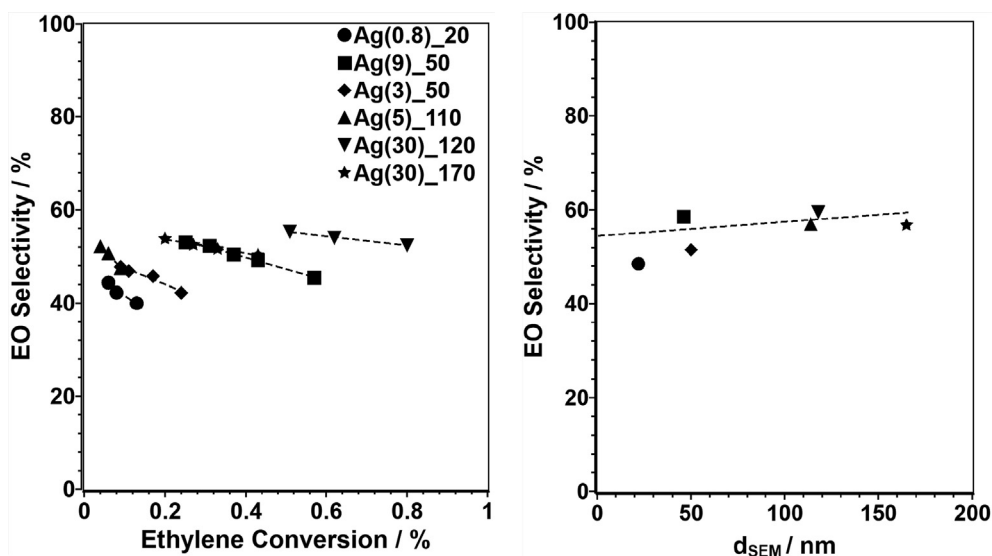 100
80
60
40
20
0
EO Selectivity / %
Ag(0.8)_20
Ag(9)_50
Ag(3)_50
Ag(5)_110
Ag(30)_120
Ag(30)_170
0 0.2 0.4 0.6 0.8 1
Ethylene Conversion / %
100
80
60
40
20
0
EO Selectivity / %
0 50 100 150 200
dSEM / nm